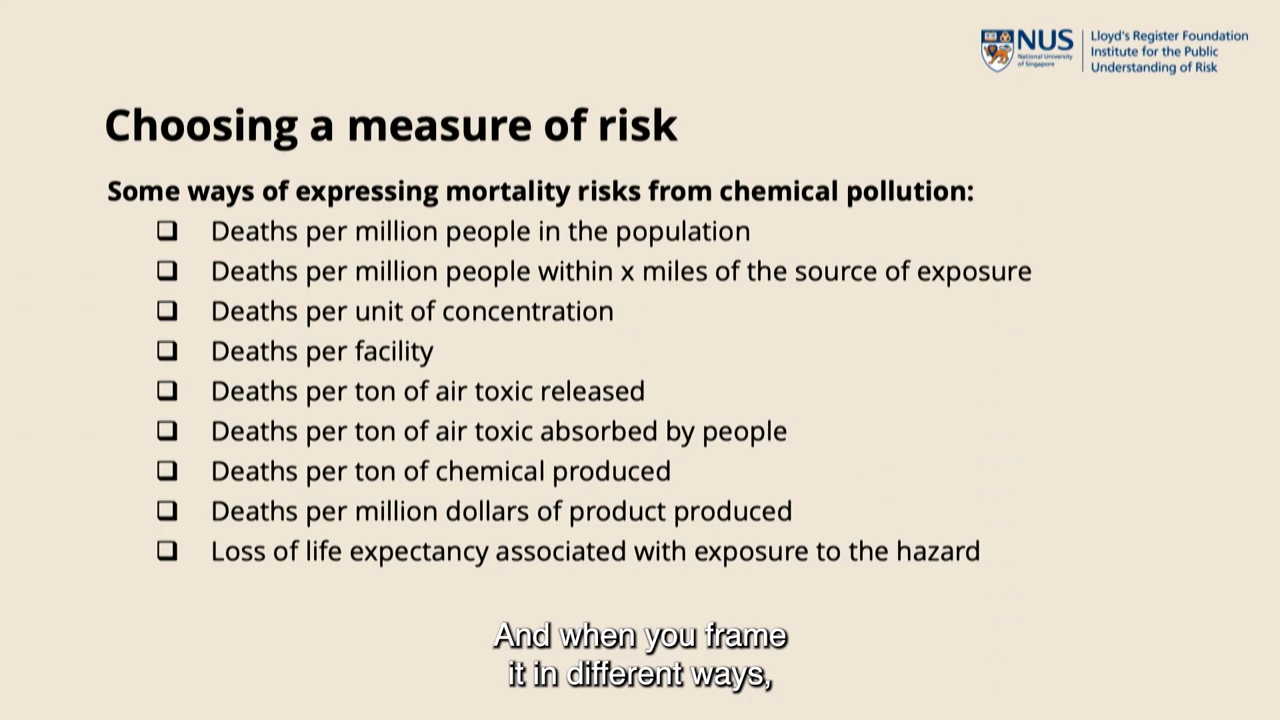 NUS
National University
of Singapore
Lloyd's Register Foundation
Institute for the Public
Understanding of Risk
Choosing a measure of risk
Some ways of expressing mortality risks from chemical pollution:
❑ Deaths per million people in the population
❑ Deaths per million people within x miles of the source of exposure
❑ Deaths per unit of concentration
❑ Deaths per facility
❑ Deaths per ton of air toxic released
❑ Deaths per ton of air toxic absorbed by people
❑ Deaths per ton of chemical produced
❑ Deaths per million dollars of product produced
❑ Loss of life expectancy associated with exposure to the hazard
And when you frame
it in different ways,